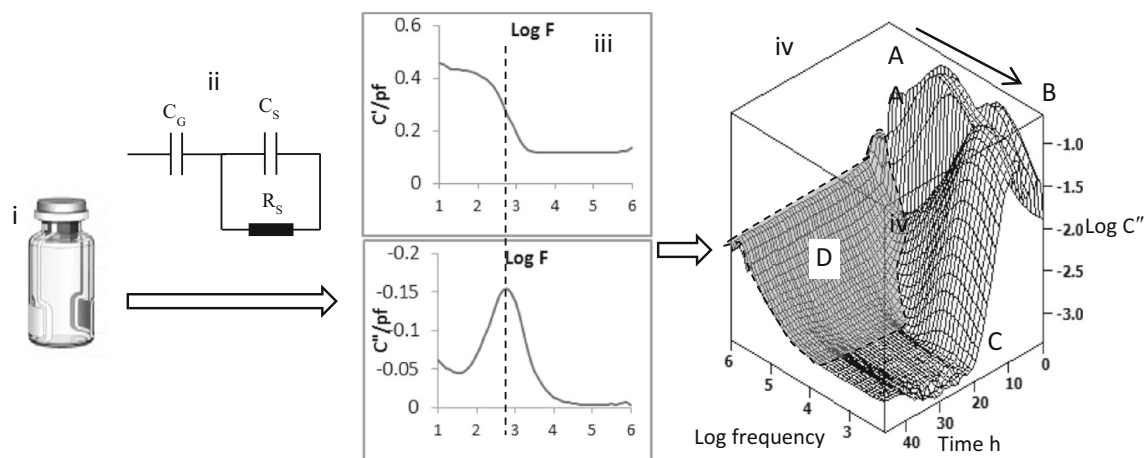 i
ii
C_G
C_S
R_S
iii
0.6
0.4
0.2
0
C'/pf
Log F
1 2 3 4 5 6
-0.2
-0.15
-0.1
-0.05
0
C"/pf
Log F
1 2 3 4 5 6
iv
A
A
B
iv
D
C
-1.0
-1.5
-2.0
-2.5
-3.0
Log C"
6
5
4
3
Log frequency
40
30
20
10
0
Time h